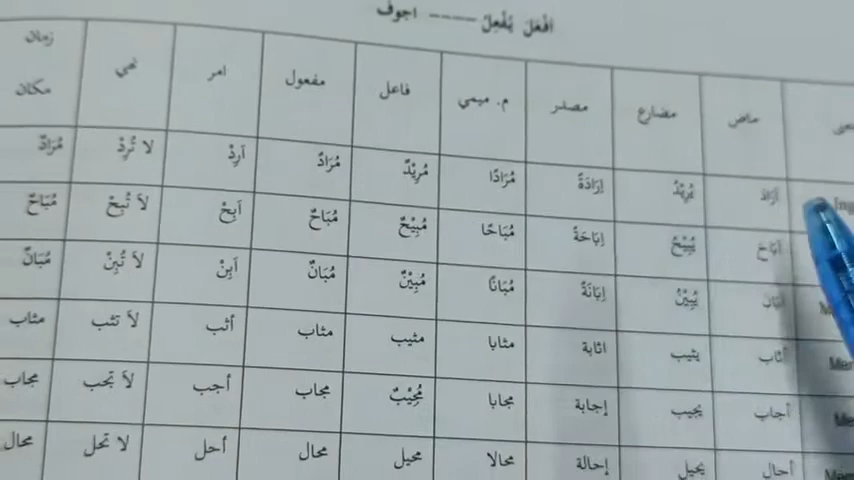 اَفْعَلَ يُفْعِلُ ---- اجوف
ماض مضارع مصدر م. ميمي فاعل مفعول امر نهي زمان مكان
اَرَادَ يُرِيْدُ اِرَادَةً مُرَادًا مُرِيْدٌ مُرَادٌ اَرِدْ لا تُرِدْ مُرَادٌ
اَبَاحَ يُبِيْحُ اِبَاحَةً مُبَاحًا مُبِيْحٌ مُبَاحٌ اَبِحْ لاَ تُبِحْ مُبَاحٌ
اَبَانَ يُبِيْنُ اِبَانَةً مُبَانًا مُبِيْنٌ مُبَانٌ اَبِنْ لاَ تُبِنْ مُبَانٌ
أثاب يثيب اثابة مثابا مثيب مثاب أثب لاَ تثب مثاب
أجاب يجيب إجابة مجابا مُجِيْبٌ مجاب أجب لاَ تجب مجاب
أحال يحيل إحالة محالا محيل محال أحل لا تحل محال